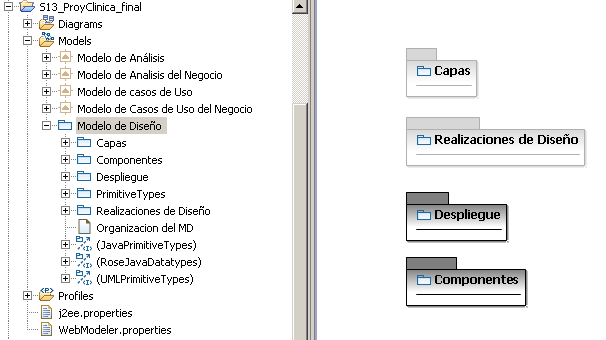 S13_ProyClinica_final
Diagrams
Models
Modelo de Análisis
Modelo de Analisis del Negocio
Modelo de casos de Uso
Modelo de Casos de Uso del Negocio
Modelo de Diseño
Capas
Componentes
Despliegue
PrimitiveTypes
Realizaciones de Diseño
Organizacion del MD
(JavaPrimitiveTypes)
(RoseJavaDatatypes)
(UMLPrimitiveTypes)
Profiles
j2ee.properties
WebModeler.properties
Capas
Realizaciones de Diseño
Despliegue
Componentes